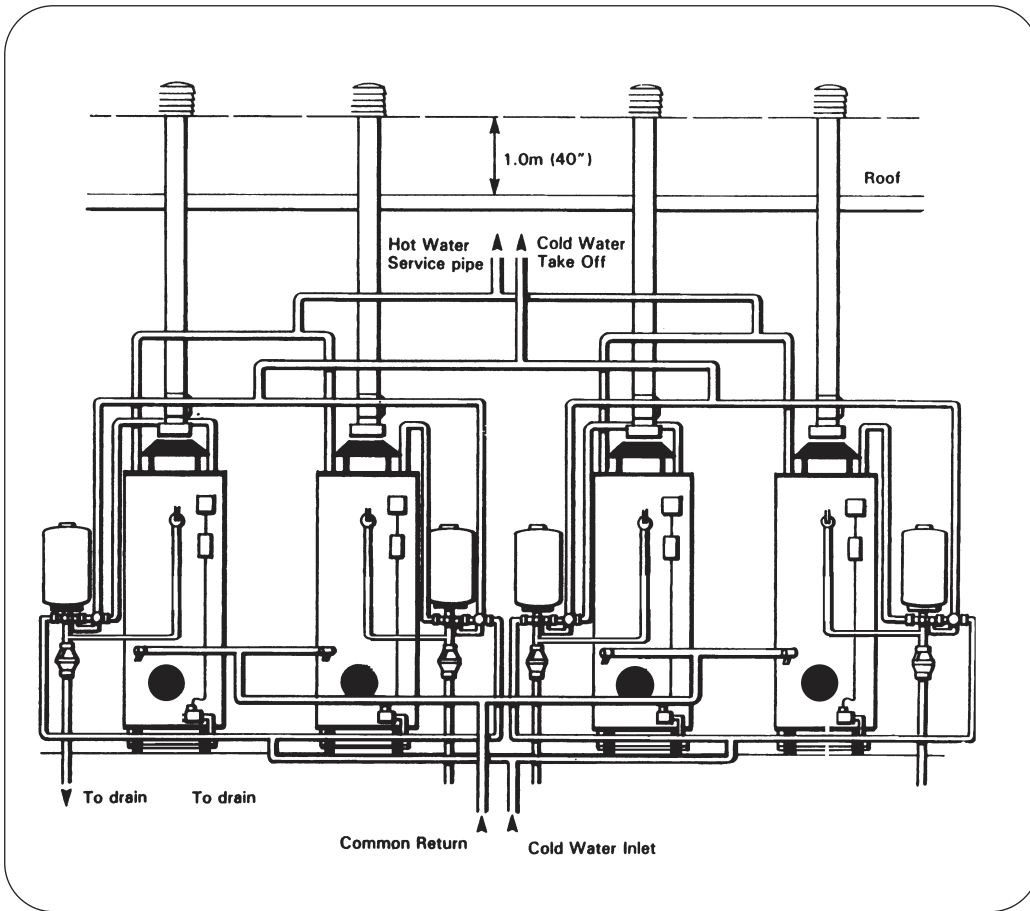 1.0m (40")
Roof
Hot Water
Service pipe
Cold Water
Take Off
To drain
To drain
Common Return
Cold Water Inlet